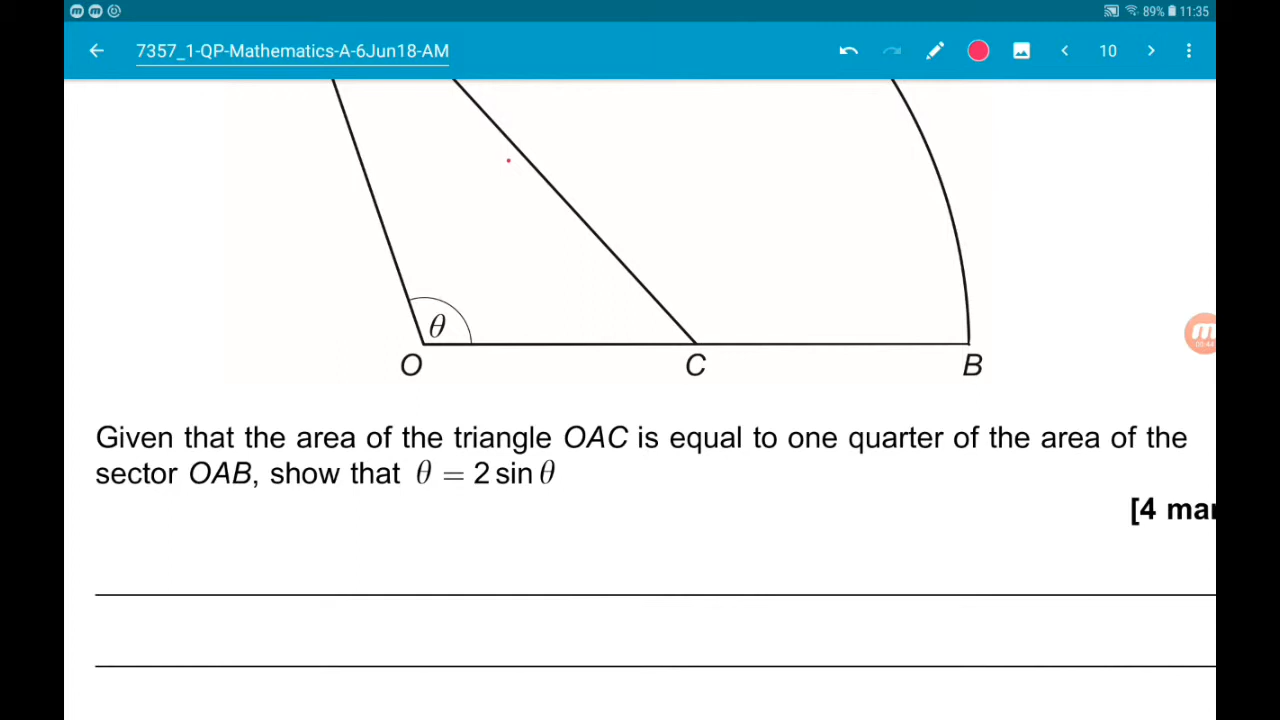 89% 11:35
7357_1-QP-Mathematics-A-6Jun18-AM
10
θ
O
C
B
Given that the area of the triangle OAC is equal to one quarter of the area of the
sector OAB, show that θ = 2 sin θ
[4 mar